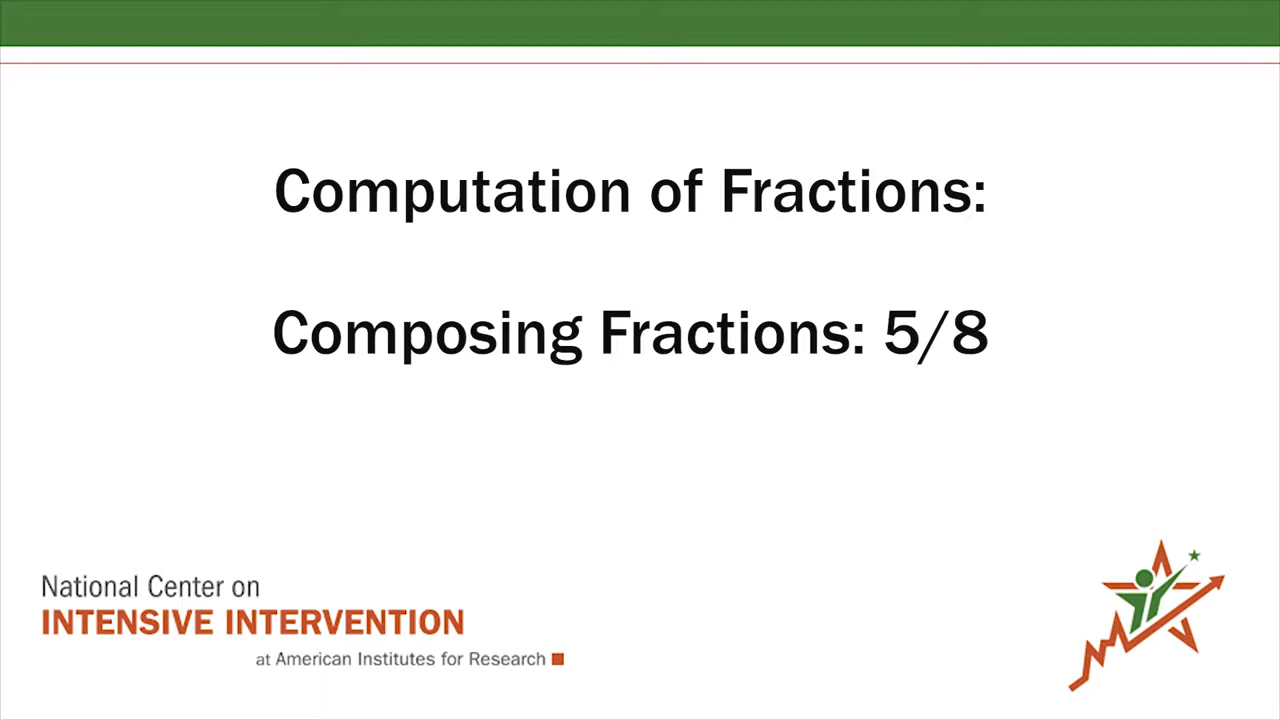 Computation of Fractions:
Composing Fractions: 5/8
National Center on
INTENSIVE INTERVENTION
at American Institutes for Research